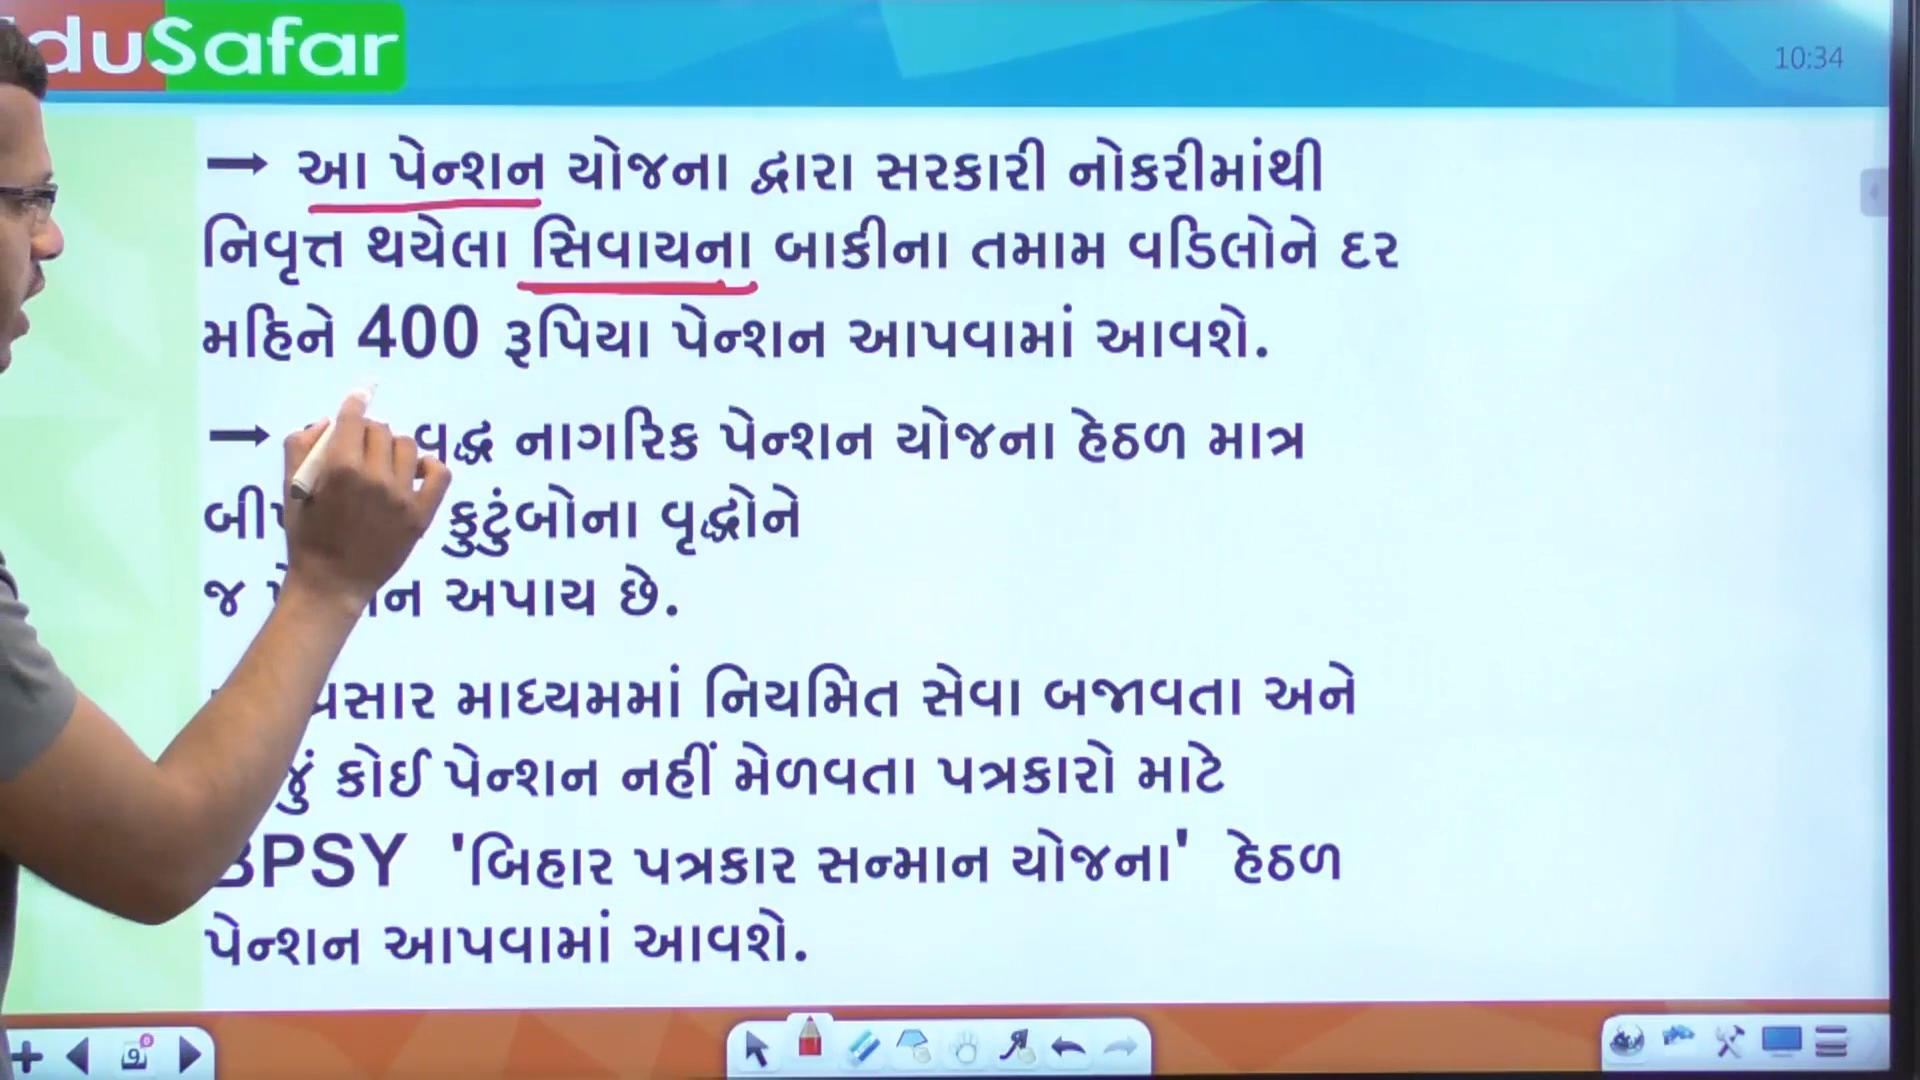 duSafar
10:34
→ આ પેન્શન યોજના દ્વારા સરકારી નોકરીમાંથી
નિવૃત્ત થયેલા સિવાયના બાકીના તમામ વડિલોને દર
મહિને 400 રૂપિયા પેન્શન આપવામાં આવશે.
→ વૃદ્ધ નાગરિક પેન્શન યોજના હેઠળ માત્ર
કુટુંબોના વૃદ્ધોને
જ અપાય છે.
માધ્યમમાં નિયમિત સેવા બજાવતા અને
કોઈ પેન્શન નહીં મેળવતા પત્રકારો માટે
BPSY 'બિહાર પત્રકાર સન્માન યોજના' હેઠળ
પેન્શન આપવામાં આવશે.